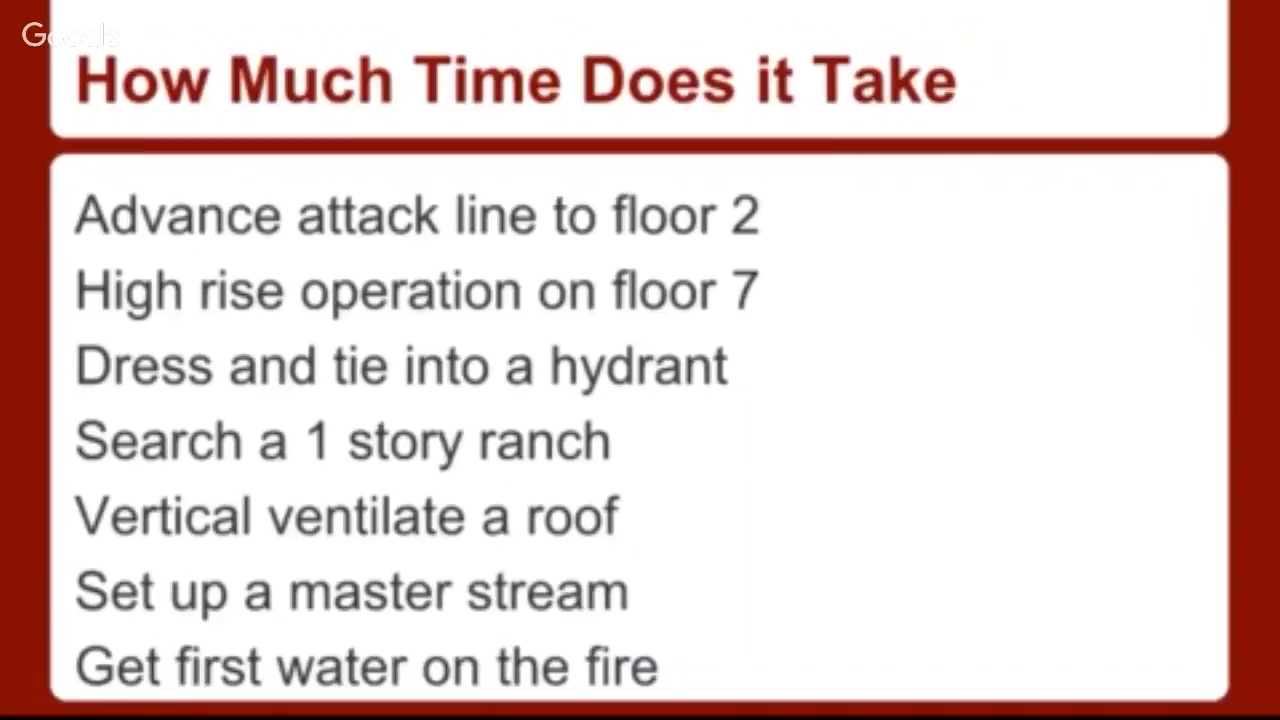 How Much Time Does it Take
Advance attack line to floor 2
High rise operation on floor 7
Dress and tie into a hydrant
Search a 1 story ranch
Vertical ventilate a roof
Set up a master stream
Get first water on the fire